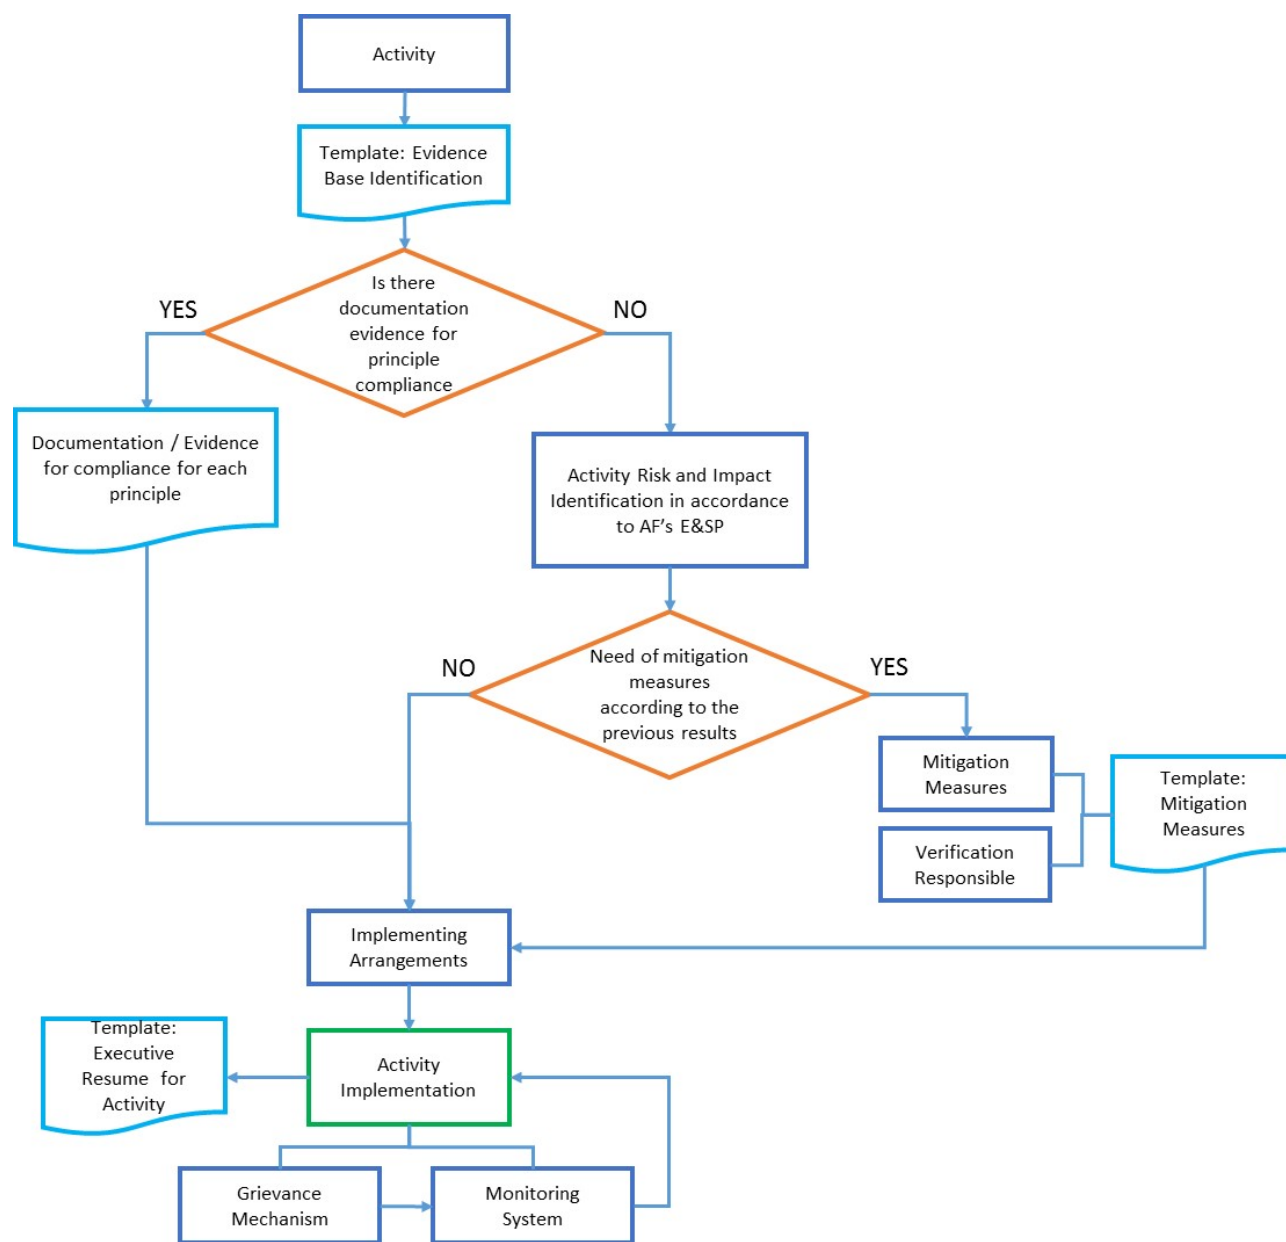 Activity
Template: Evidence
Base Identification
Is there
documentation
evidence for
principle
compliance
YES
NO
Documentation / Evidence
for compliance for each
principle
Activity Risk and Impact
Identification in accordance
to AF’s E&SP
Need of mitigation
measures
according to the
previous results
NO
YES
Mitigation
Measures
Verification
Responsible
Template:
Mitigation
Measures
Implementing
Arrangements
Template:
Executive
Resume for
Activity
Activity
Implementation
Grievance
Mechanism
Monitoring
System